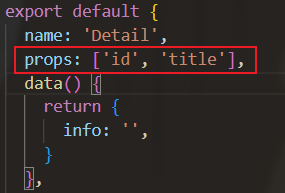 export default {
  name: 'Detail',
  props: ['id', 'title'],
  data() {
    return {
      info: '',
    }
  },